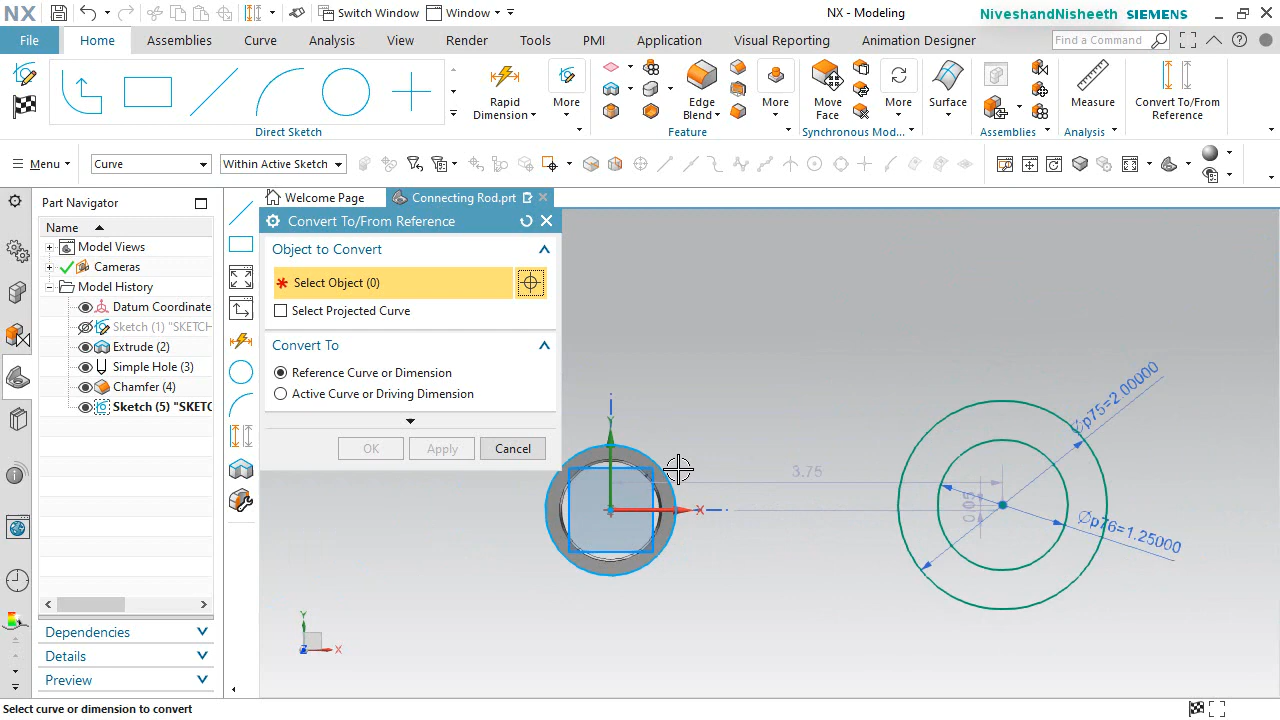 NX
Switch Window
Window
NX - Modeling
NiveshandNisheeth SIEMENS
File
Home
Assemblies
Curve
Analysis
View
Render
Tools
PMI
Application
Visual Reporting
Animation Designer
Find a Command
Rapid Dimension
More
Edge Blend
More
Move Face
More
Surface
Measure
Convert To/From Reference
Direct Sketch
Feature
Synchronous Mod...
Assemblies
Analysis
Menu
Curve
Within Active Sketch
Part Navigator
Welcome Page
Connecting Rod.prt
Name
Model Views
Cameras
Model History
Datum Coordinate
Sketch (1) "SKETCH
Extrude (2)
Simple Hole (3)
Chamfer (4)
Sketch (5) "SKETC
Dependencies
Details
Preview
Convert To/From Reference
Object to Convert
Select Object (0)
Select Projected Curve
Convert To
Reference Curve or Dimension
Active Curve or Driving Dimension
OK
Apply
Cancel
Y
X
3.75
0.05
Øp75=2.00000
Øp76=1.25000
Y
Z
X
Select curve or dimension to convert